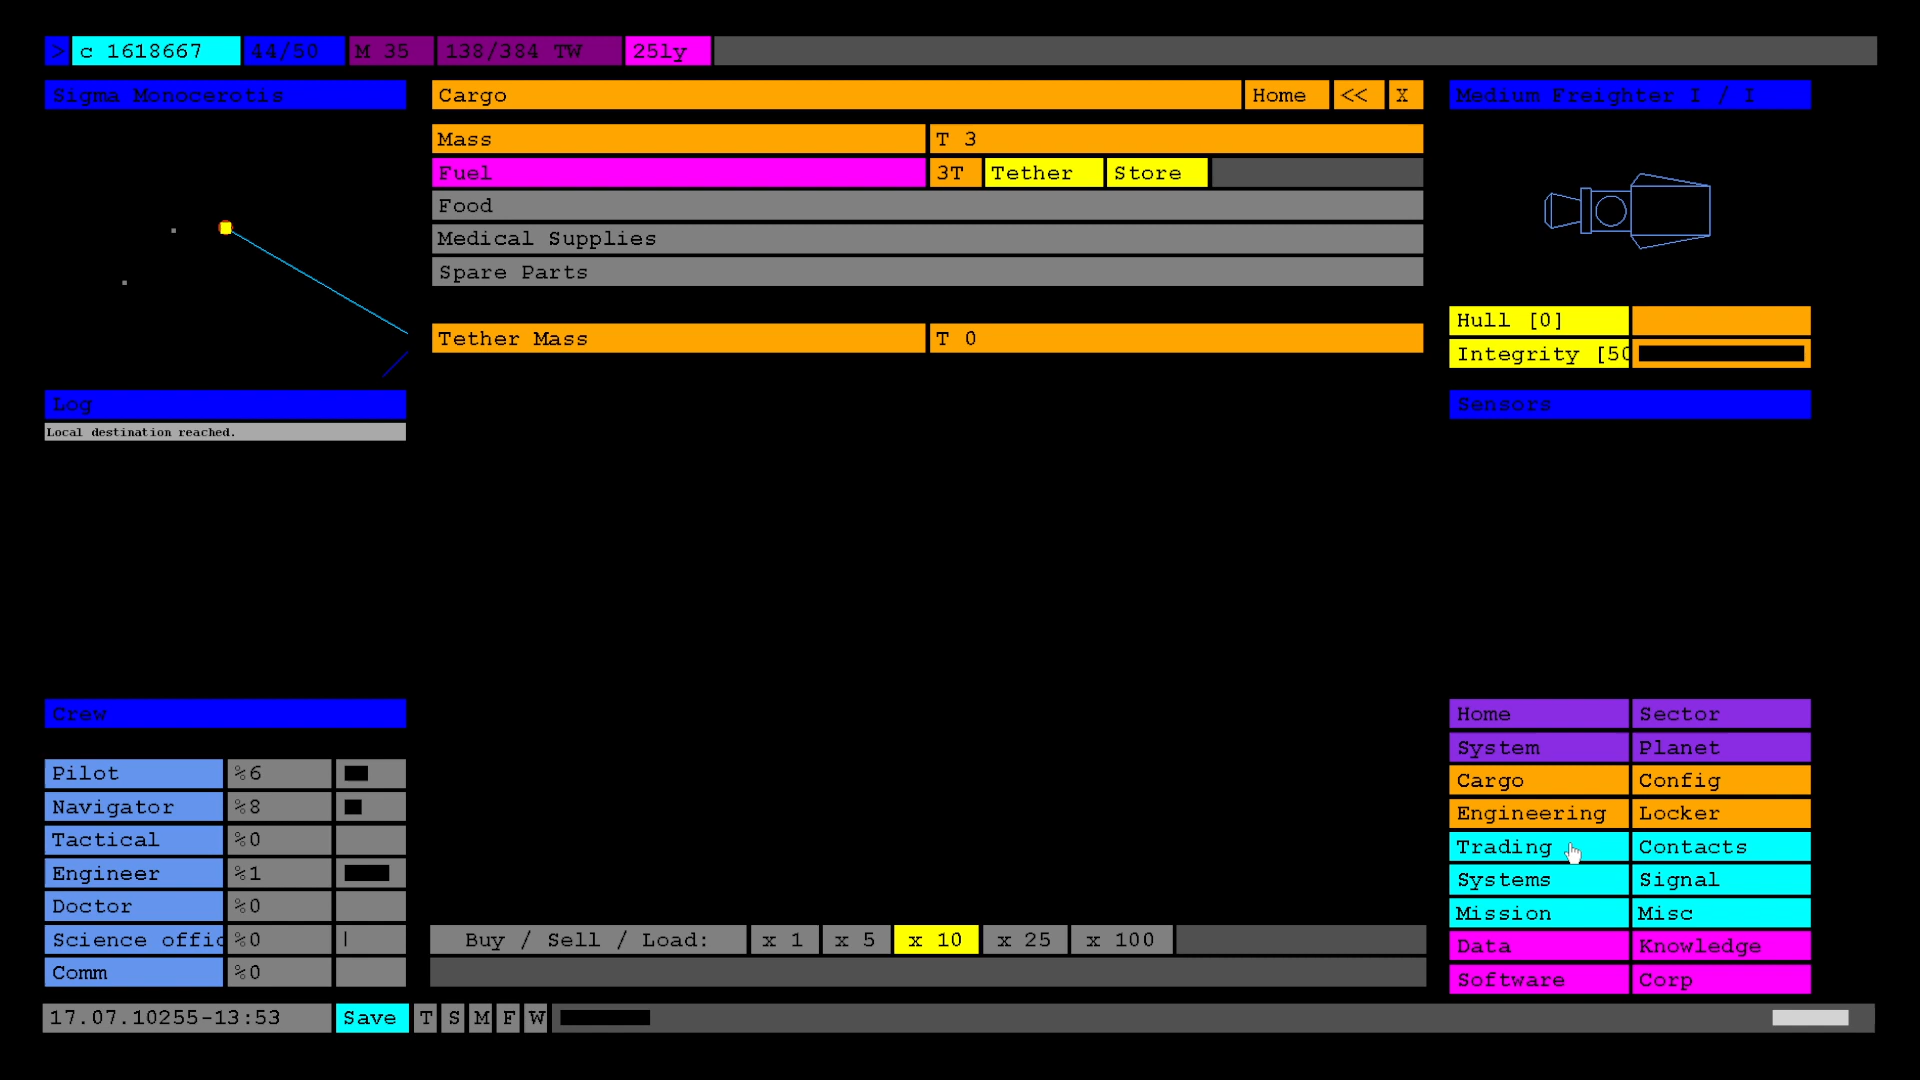 > c 1618667 44/50 M 35 138/384 TW 25ly
Sigma Monocerotis
Cargo Home << X
Mass T 3
Fuel 3T Tether Store
Food
Medical Supplies
Spare Parts
Tether Mass T 0
Medium Freighter I / I
Hull [0]
Integrity [50
Log
Local destination reached.
Sensors
Crew
Pilot %6
Navigator %8
Tactical %0
Engineer %1
Doctor %0
Science offic %0
Comm %0
Buy / Sell / Load: x 1 x 5 x 10 x 25 x 100
Home Sector
System Planet
Cargo Config
Engineering Locker
Trading Contacts
Systems Signal
Mission Misc
Data Knowledge
Software Corp
17.07.10255-13:53 Save T S M F W